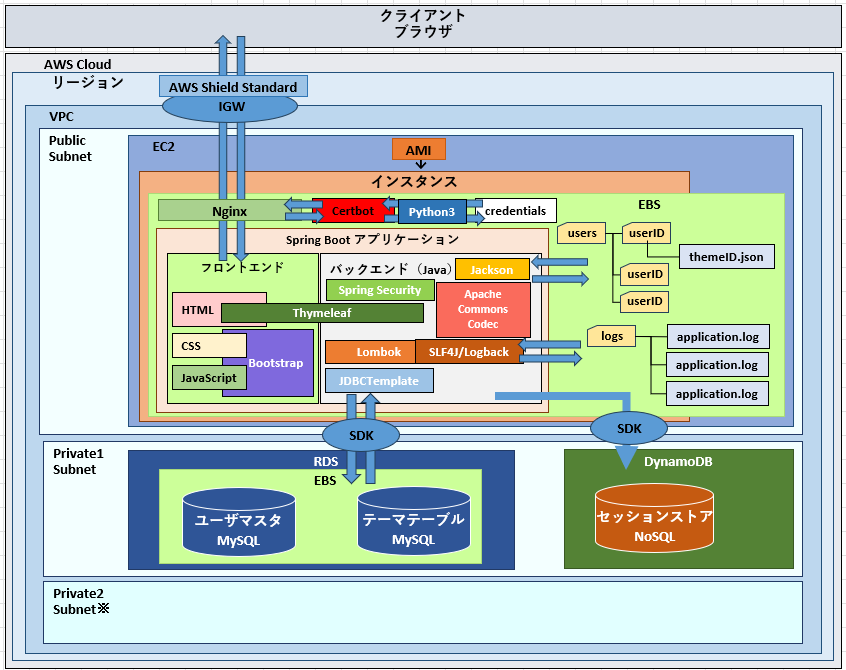 クライアント
ブラウザ
AWS Cloud
リージョン
AWS Shield Standard
IGW
VPC
Public
Subnet
EC2
AMI
インスタンス
EBS
Nginx
Certbot
Python3
credentials
Spring Boot アプリケーション
フロントエンド
HTML
Thymeleaf
CSS
Bootstrap
JavaScript
バックエンド（Java）
Jackson
Spring Security
Apache
Commons
Codec
Lombok
SLF4J/Logback
JDBCTemplate
users
userID
themeID.json
userID
userID
logs
application.log
application.log
application.log
SDK
SDK
Private1
Subnet
RDS
EBS
ユーザマスタ
MySQL
テーマテーブル
MySQL
DynamoDB
セッションストア
NoSQL
Private2
Subnet※